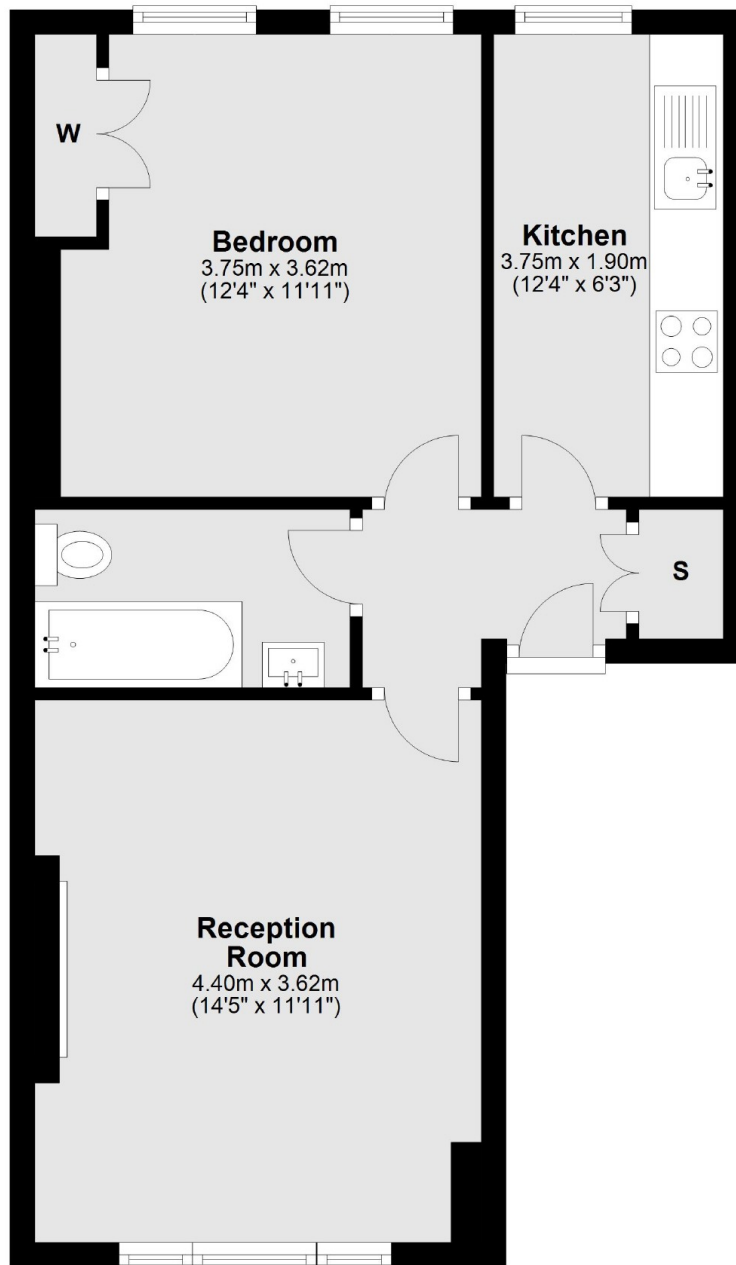 W
Bedroom
3.75m x 3.62m
(12'4" x 11'11")
Kitchen
3.75m x 1.90m
(12'4" x 6'3")
S
Reception
Room
4.40m x 3.62m
(14'5" x 11'11")